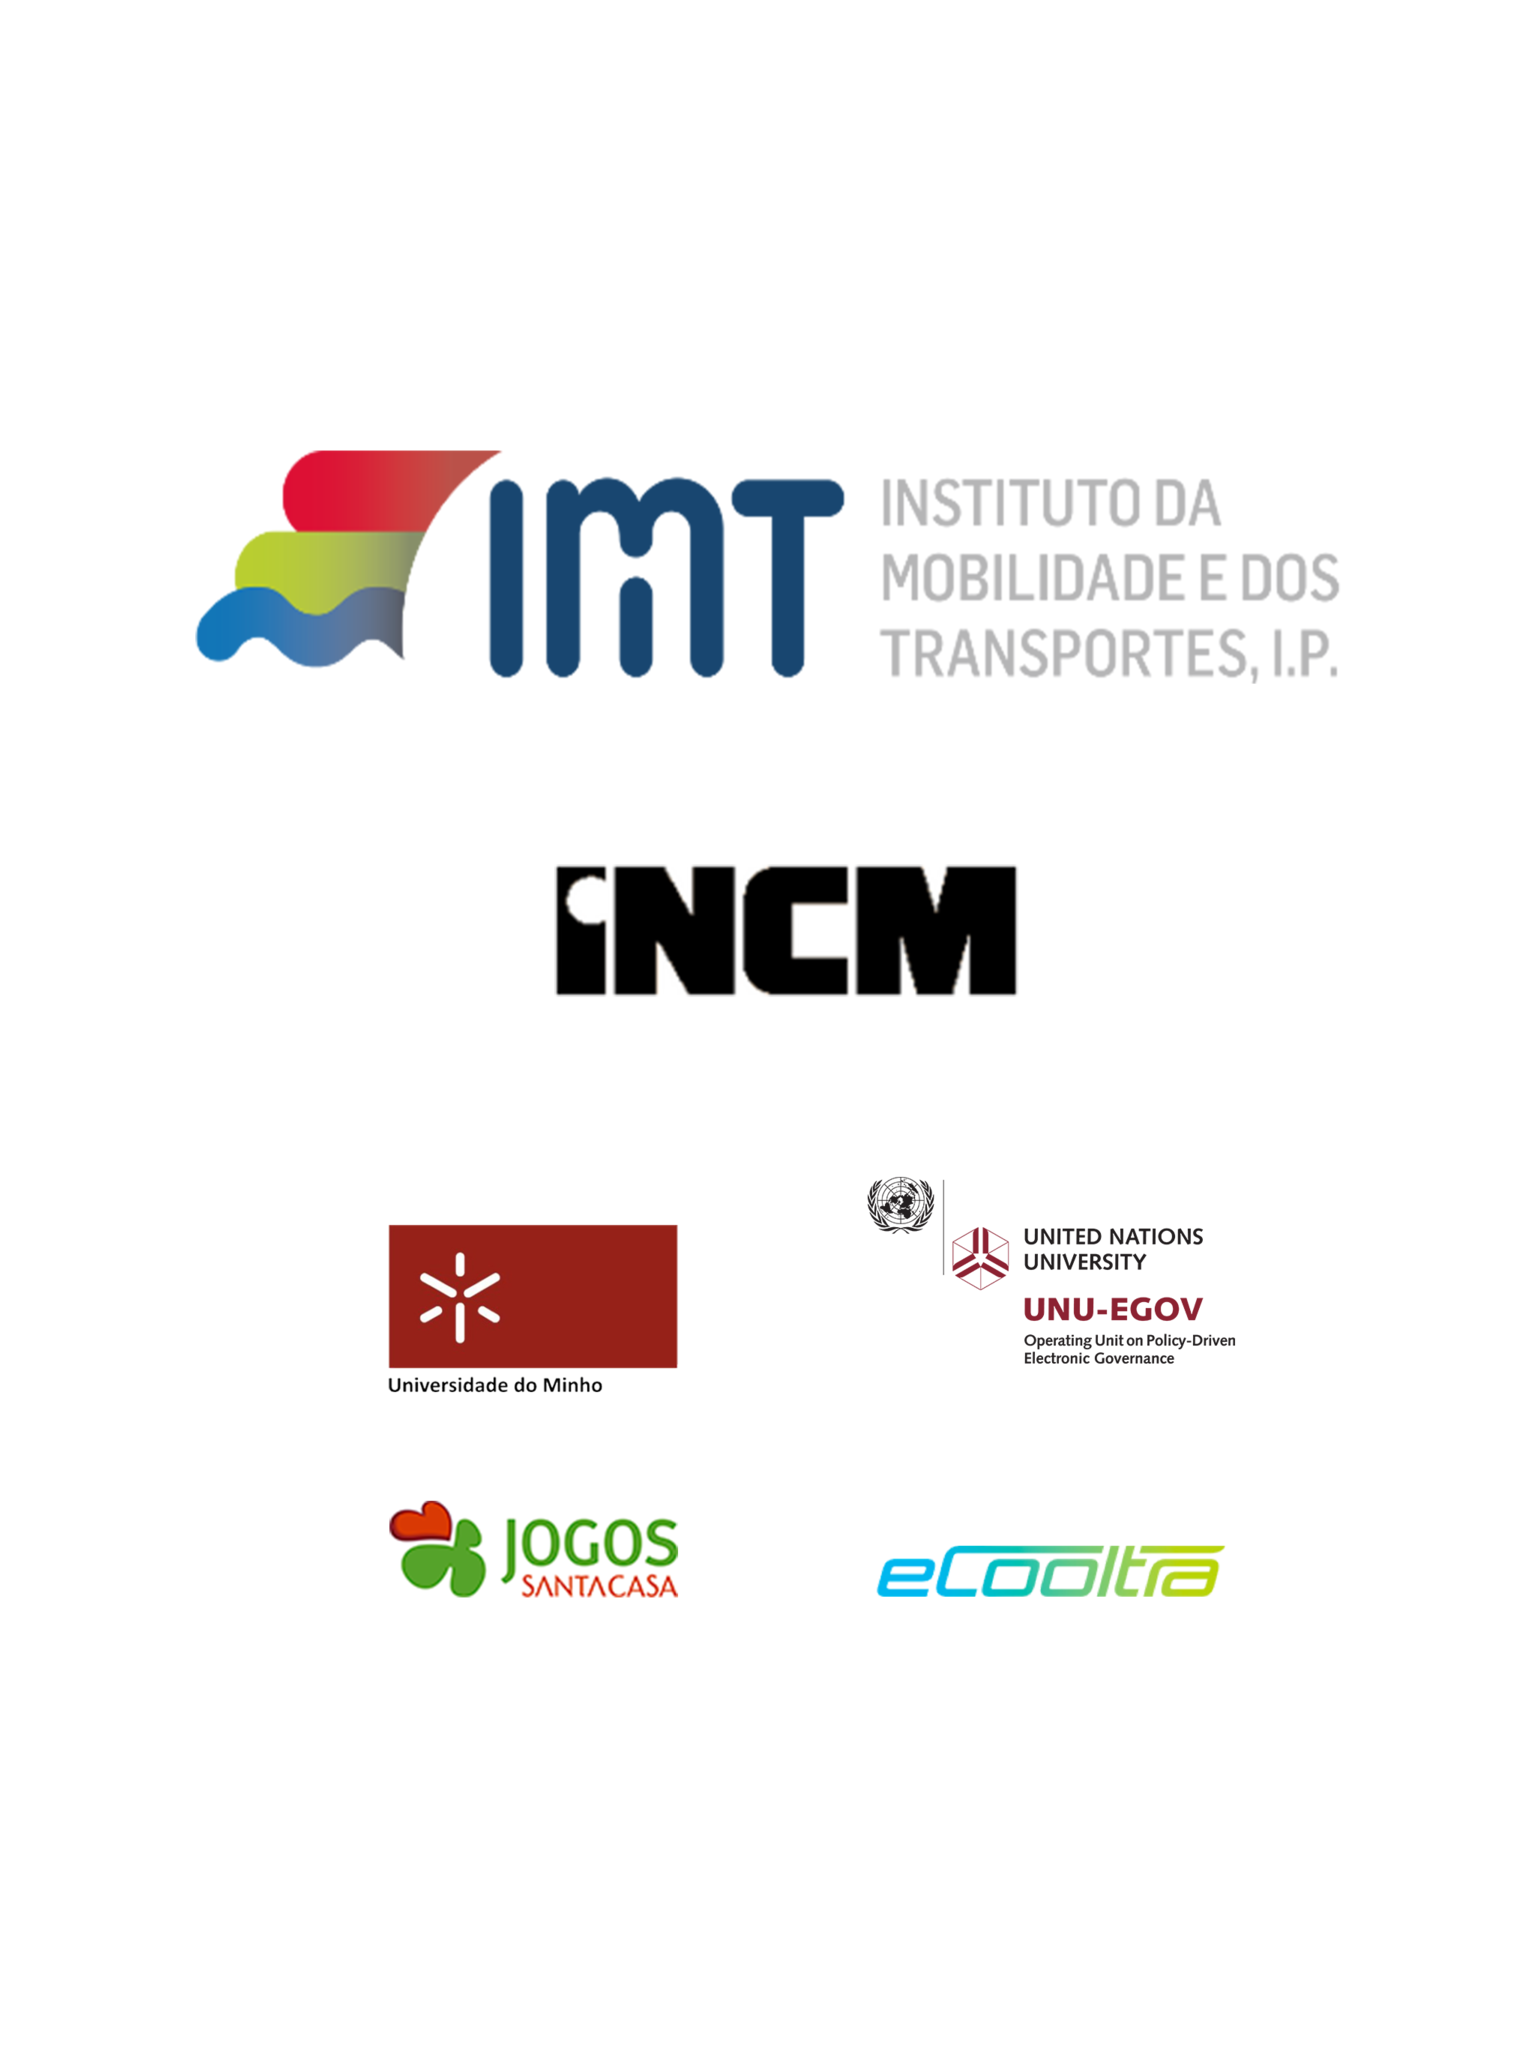 IMT
INSTITUTO DA
MOBILIDADE E DOS
TRANSPORTES, I.P.
iNCM
Universidade do Minho
UNITED NATIONS
UNIVERSITY
UNU-EGOV
Operating Unit on Policy-Driven
Electronic Governance
JOGOS
SANTACASA
eCooltra